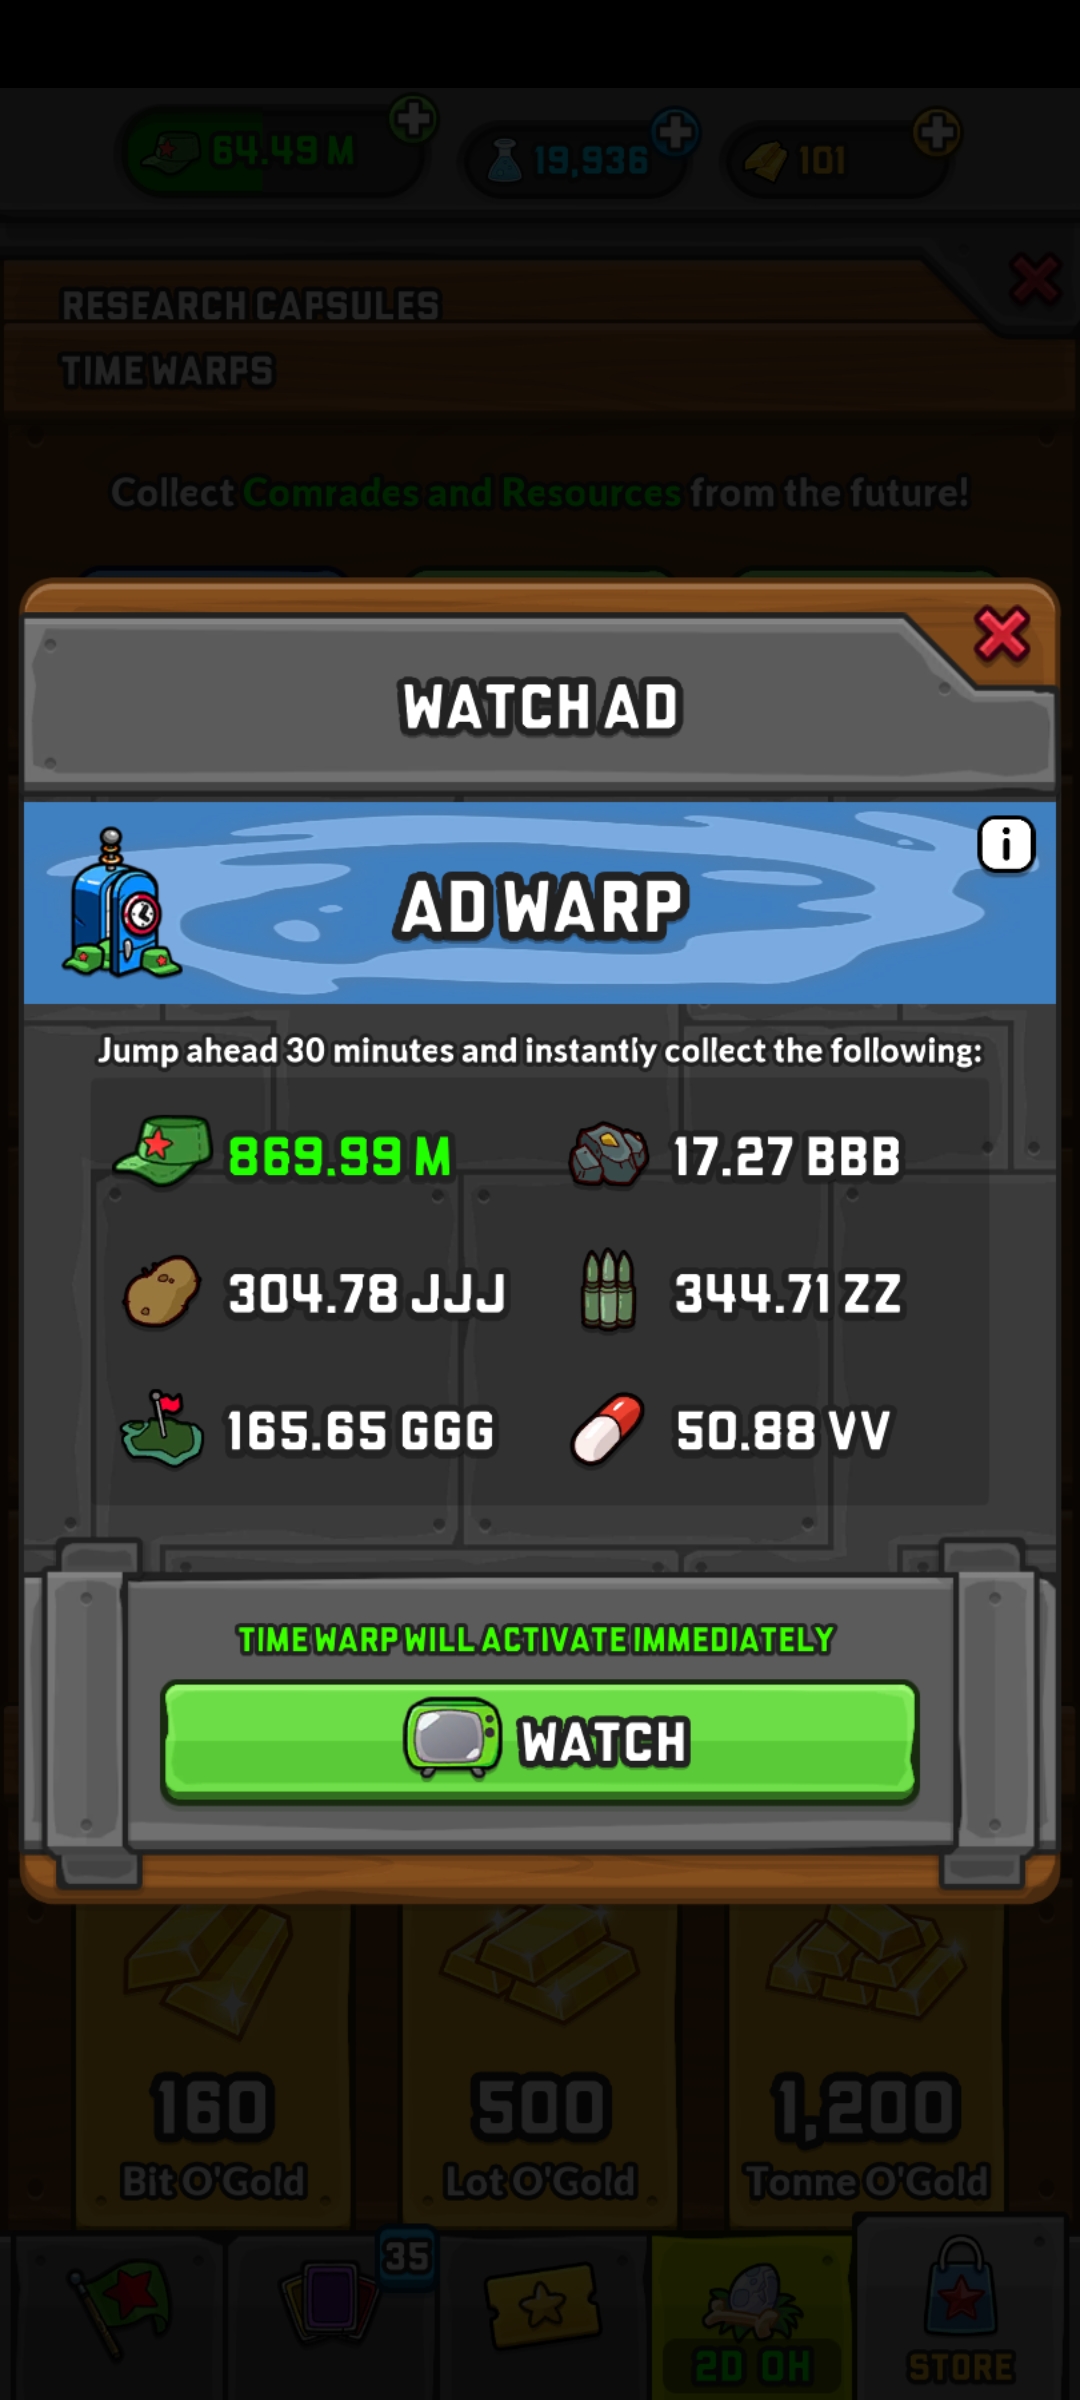 64.49 M
19,936
101
RESEARCH CAPSULES
TIME WARPS
Collect Comrades and Resources from the future!
WATCH AD
AD WARP
i
Jump ahead 30 minutes and instantly collect the following:
869.99 M
17.27 BBB
304.78 JJJ
344.71 ZZ
165.65 GGG
50.88 VV
TIME WARP WILL ACTIVATE IMMEDIATELY
WATCH
160
500
1,200
Bit O'Gold
Lot O'Gold
Tonne O'Gold
35
2D 0H
STORE